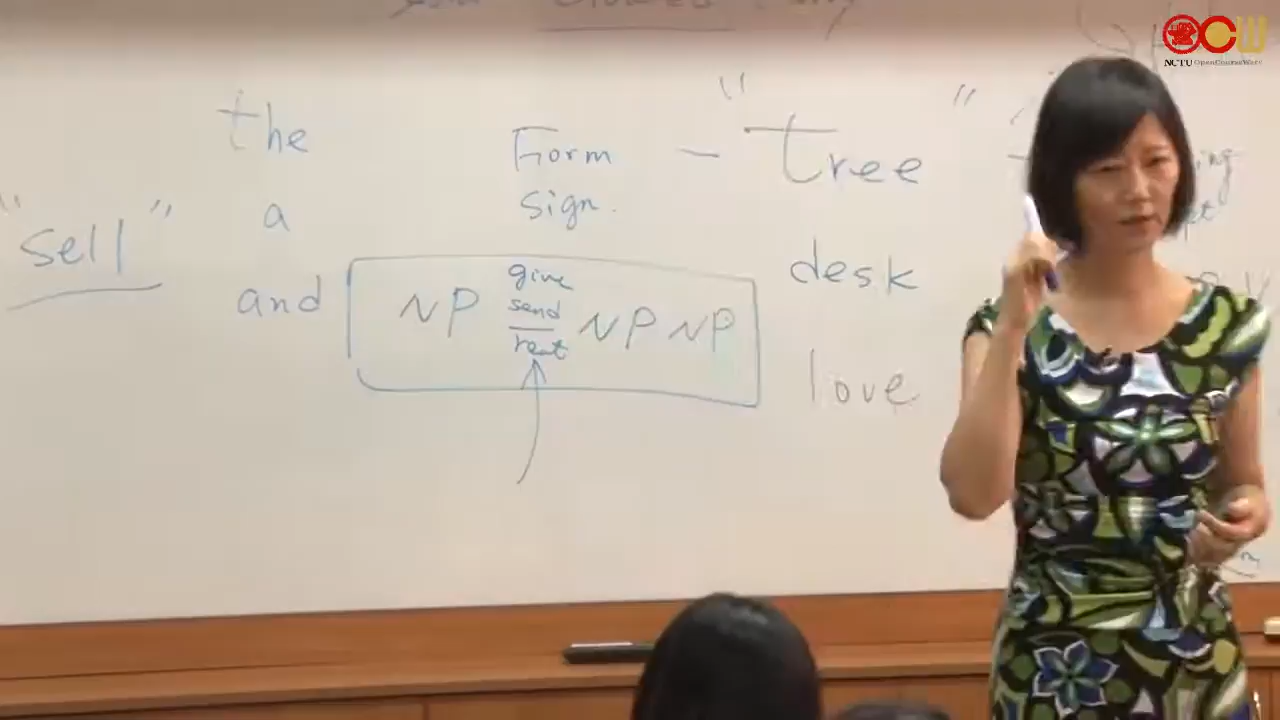 the
a
and
"sell"
Form
sign.
NP give send rent NP NP
"tree"
desk
love
NCTU OpenCourseWare